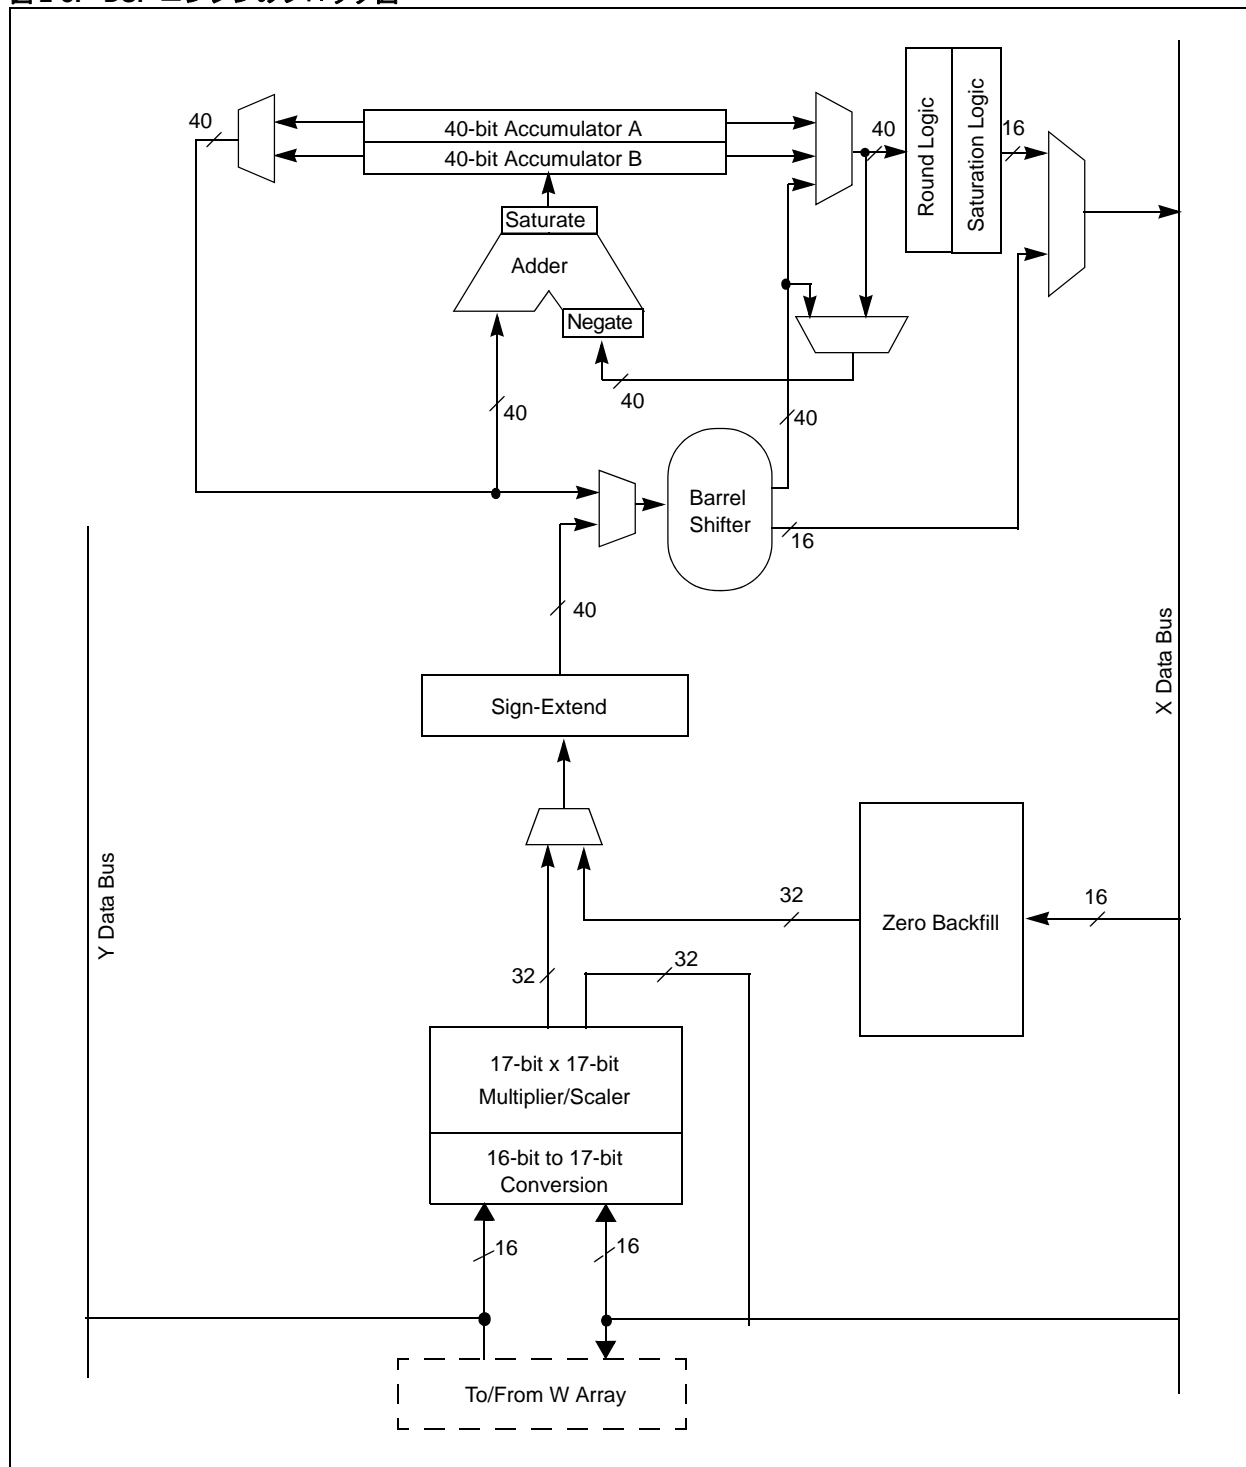 40
40-bit Accumulator A
40-bit Accumulator B
40
Round Logic
Saturation Logic
16
Saturate
Adder
Negate
40
40
40
Barrel
Shifter
16
40
X Data Bus
Sign-Extend
Y Data Bus
32
Zero Backfill
16
32
32
17-bit x 17-bit
Multiplier/Scaler
16-bit to 17-bit
Conversion
16
16
To/From W Array